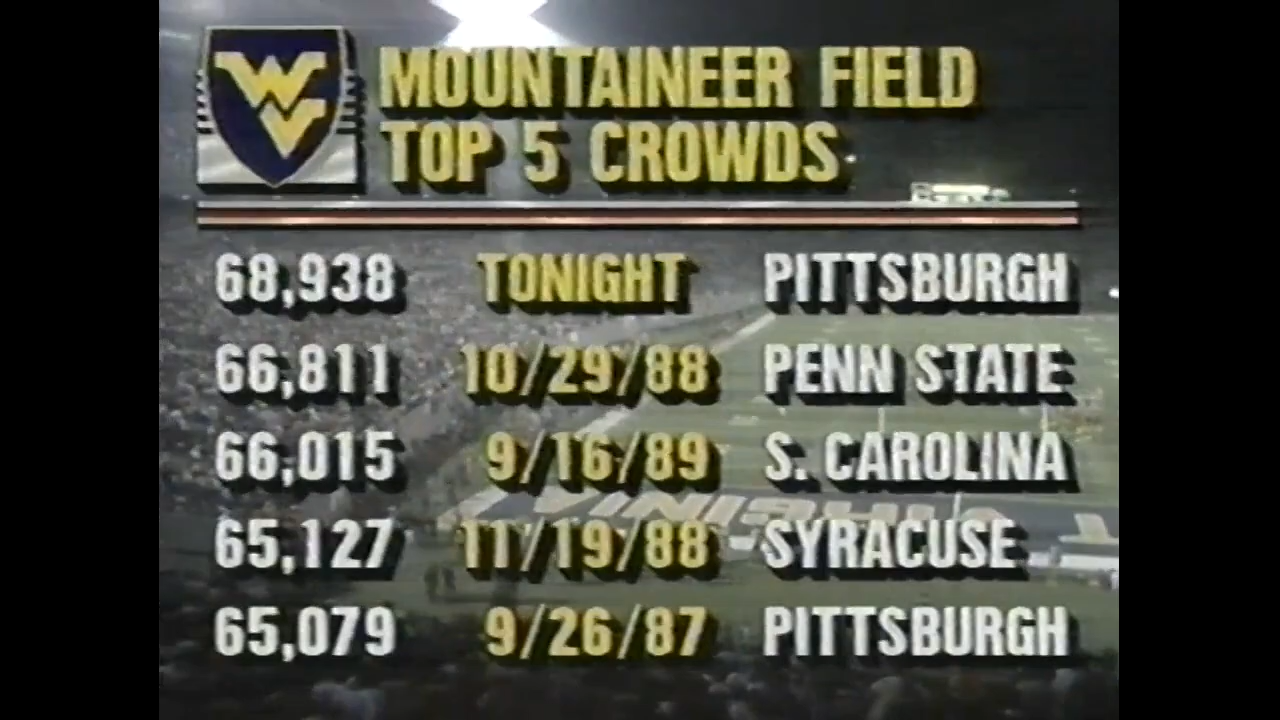 WV
MOUNTAINEER FIELD
TOP 5 CROWDS
68,938 TONIGHT PITTSBURGH
66,811 10/29/88 PENN STATE
66,015 9/16/89 S. CAROLINA
65,127 11/19/88 SYRACUSE
65,079 9/26/87 PITTSBURGH
VIRGINIA